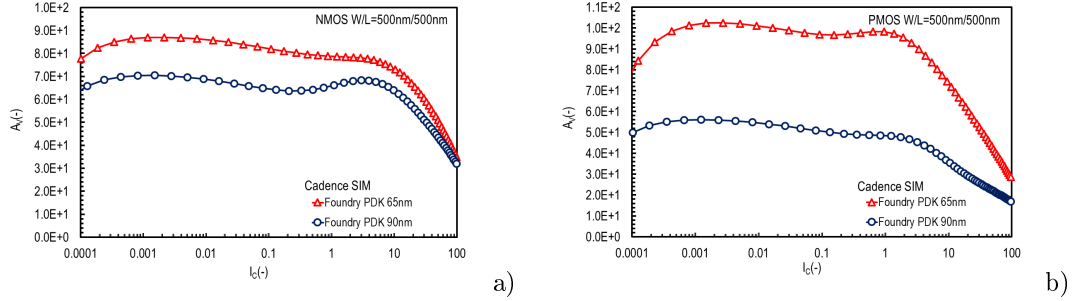 NMOS W/L=500nm/500nm
1.0E+2
9.0E+1
8.0E+1
7.0E+1
6.0E+1
5.0E+1
4.0E+1
3.0E+1
2.0E+1
1.0E+1
0.0E+0
AV(-)
Cadence SIM
Foundry PDK 65nm
Foundry PDK 90nm
0.0001 0.001 0.01 0.1 1 10 100
IC(-)
a)
PMOS W/L=500nm/500nm
1.1E+2
1.0E+2
9.0E+1
8.0E+1
7.0E+1
6.0E+1
5.0E+1
4.0E+1
3.0E+1
2.0E+1
1.0E+1
0.0E+0
AV(-)
Cadence SIM
Foundry PDK 65nm
Foundry PDK 90nm
0.0001 0.001 0.01 0.1 1 10 100
IC(-)
b)